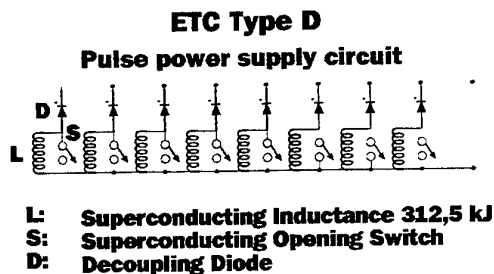 ETC Type D
Pulse power supply circuit
D
S
L
L: Superconducting Inductance 312,5 kJ
S: Superconducting Opening Switch
D: Decoupling Diode